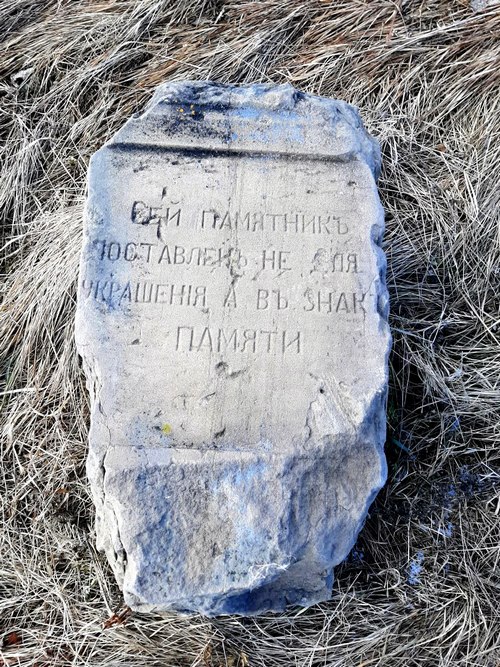 СЕЙ ПАМЯТНИКЪ
ПОСТАВЛЕНЪ НЕ ДЛЯ
УКРАШЕНІЯ А ВЪ ЗНАКЪ
ПАМЯТИ